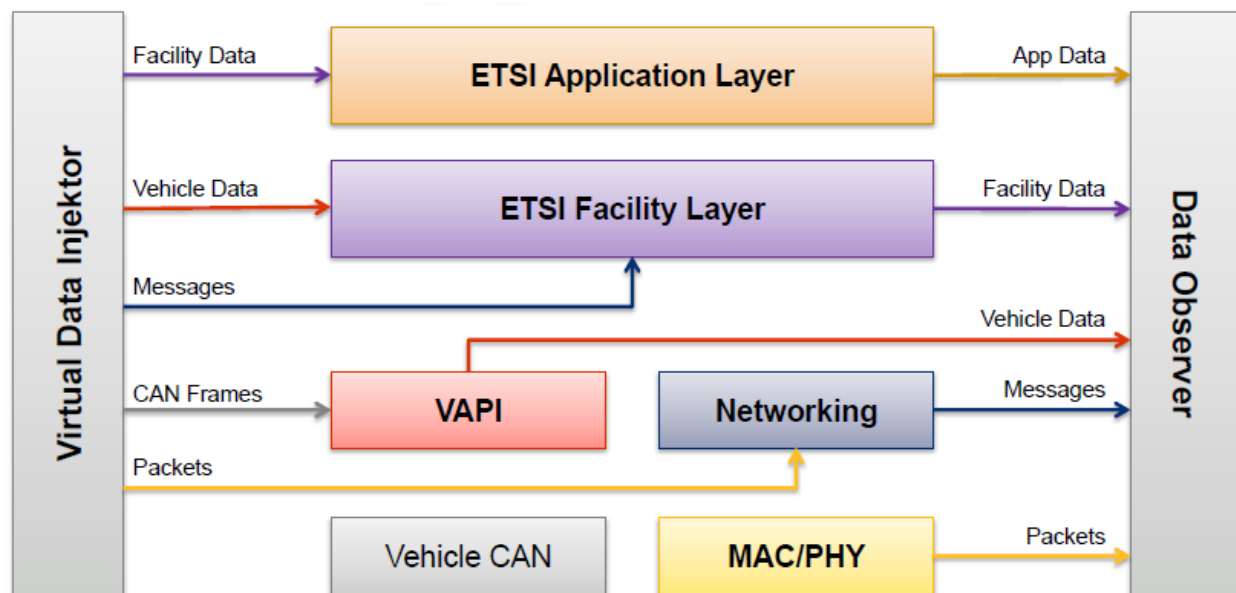 Virtual Data Injektor
Facility Data
ETSI Application Layer
App Data
Vehicle Data
ETSI Facility Layer
Facility Data
Messages
Vehicle Data
CAN Frames
VAPI
Networking
Messages
Packets
Vehicle CAN
MAC/PHY
Packets
Data Observer